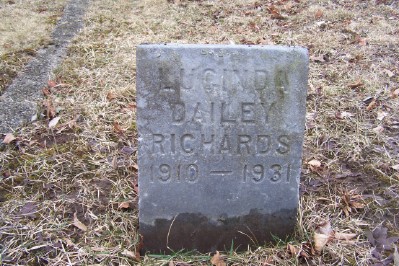 LUCINDA
DAILEY
RICHARDS
1910 — 1931